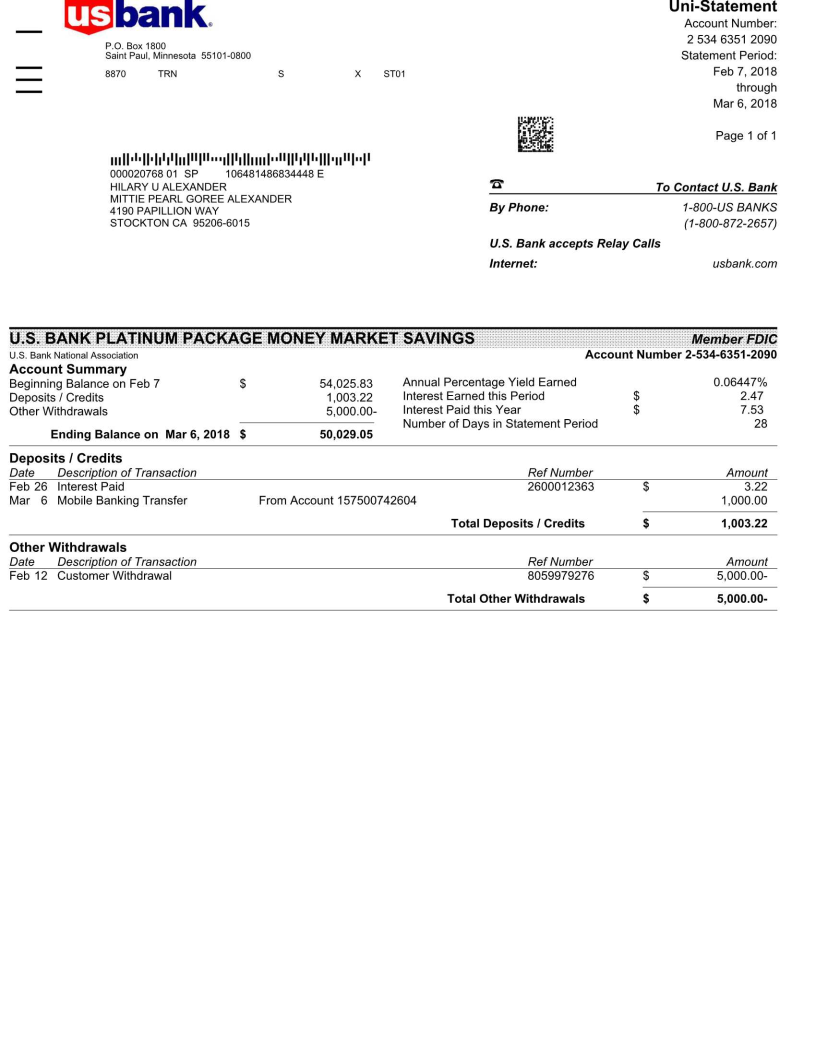 usbank.
Uni-Statement
P.O. Box 1800
Saint Paul, Minnesota 55101-0800
8870 TRN S X ST01
Account Number:
2 534 6351 2090
Statement Period:
Feb 7, 2018
through
Mar 6, 2018
Page 1 of 1
000020768 01 SP 106481486834448 E
HILARY U ALEXANDER
MITTIE PEARL GOREE ALEXANDER
4190 PAPILLION WAY
STOCKTON CA 95206-6015
☎ To Contact U.S. Bank
By Phone: 1-800-US BANKS
(1-800-872-2657)
U.S. Bank accepts Relay Calls
Internet: usbank.com
U.S. BANK PLATINUM PACKAGE MONEY MARKET SAVINGS Member FDIC
U.S. Bank National Association Account Number 2-534-6351-2090
Account Summary
Beginning Balance on Feb 7 $ 54,025.83
Deposits / Credits 1,003.22
Other Withdrawals 5,000.00-
Ending Balance on Mar 6, 2018 $ 50,029.05
Annual Percentage Yield Earned 0.06447%
Interest Earned this Period $ 2.47
Interest Paid this Year $ 7.53
Number of Days in Statement Period 28
Deposits / Credits
Date Description of Transaction Ref Number Amount
Feb 26 Interest Paid 2600012363 $ 3.22
Mar 6 Mobile Banking Transfer From Account 157500742604 1,000.00
Total Deposits / Credits $ 1,003.22
Other Withdrawals
Date Description of Transaction Ref Number Amount
Feb 12 Customer Withdrawal 8059979276 $ 5,000.00-
Total Other Withdrawals $ 5,000.00-